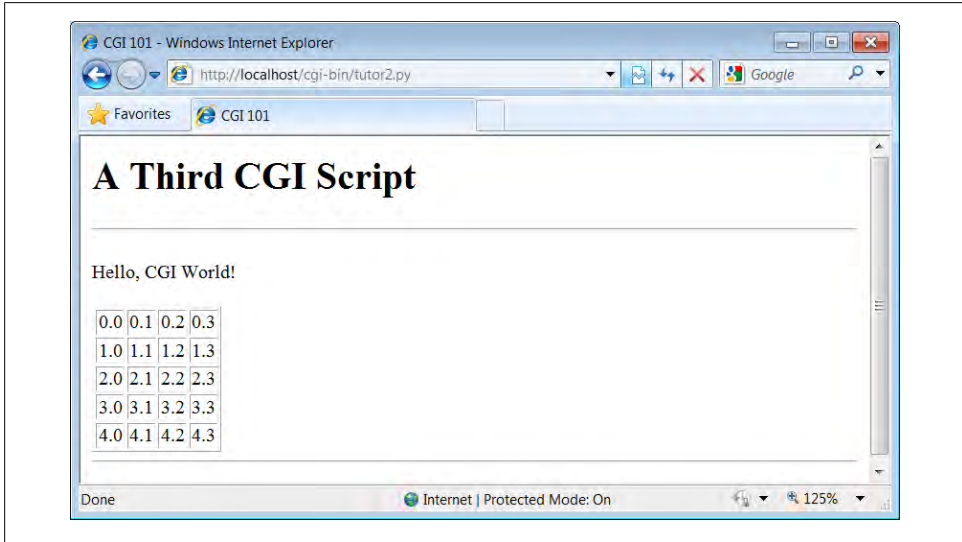 CGI 101 - Windows Internet Explorer
http://localhost/cgi-bin/tutor2.py
Google
Favorites
CGI 101
A Third CGI Script
Hello, CGI World!
0.0 0.1 0.2 0.3
1.0 1.1 1.2 1.3
2.0 2.1 2.2 2.3
3.0 3.1 3.2 3.3
4.0 4.1 4.2 4.3
Done
Internet | Protected Mode: On
125%